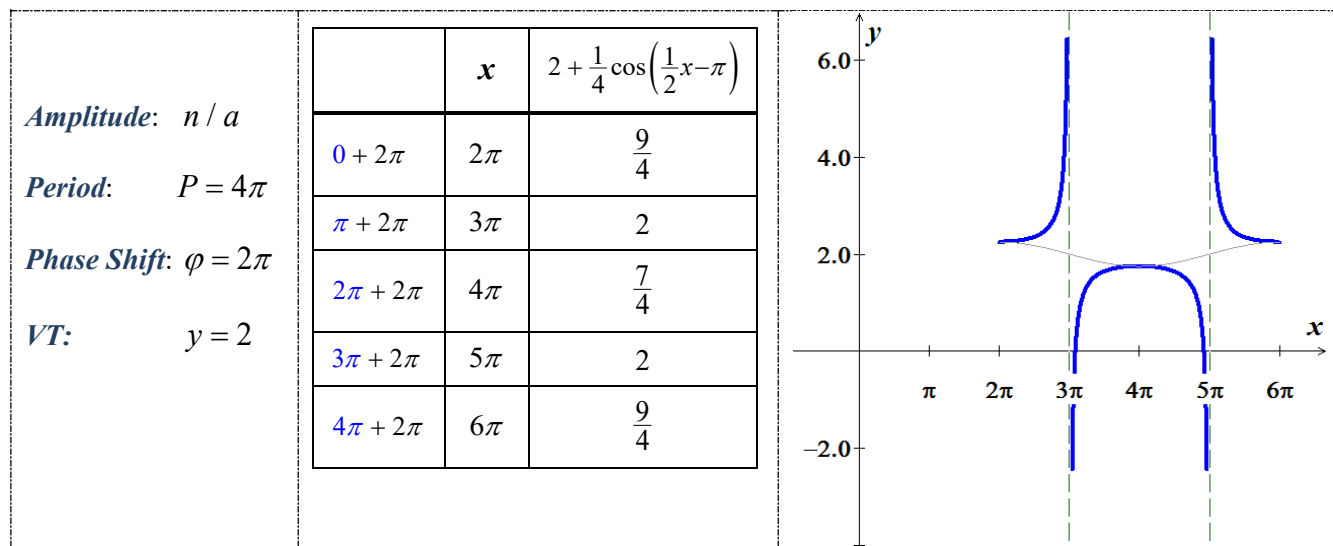 Amplitude: n / a
Period: P = 4π
Phase Shift: φ = 2π
VT: y = 2
x 2 + 1/4 cos(1/2 x − π)
0 + 2π 2π 9/4
π + 2π 3π 2
2π + 2π 4π 7/4
3π + 2π 5π 2
4π + 2π 6π 9/4
y
6.0
4.0
2.0
x
π 2π 3π 4π 5π 6π
−2.0